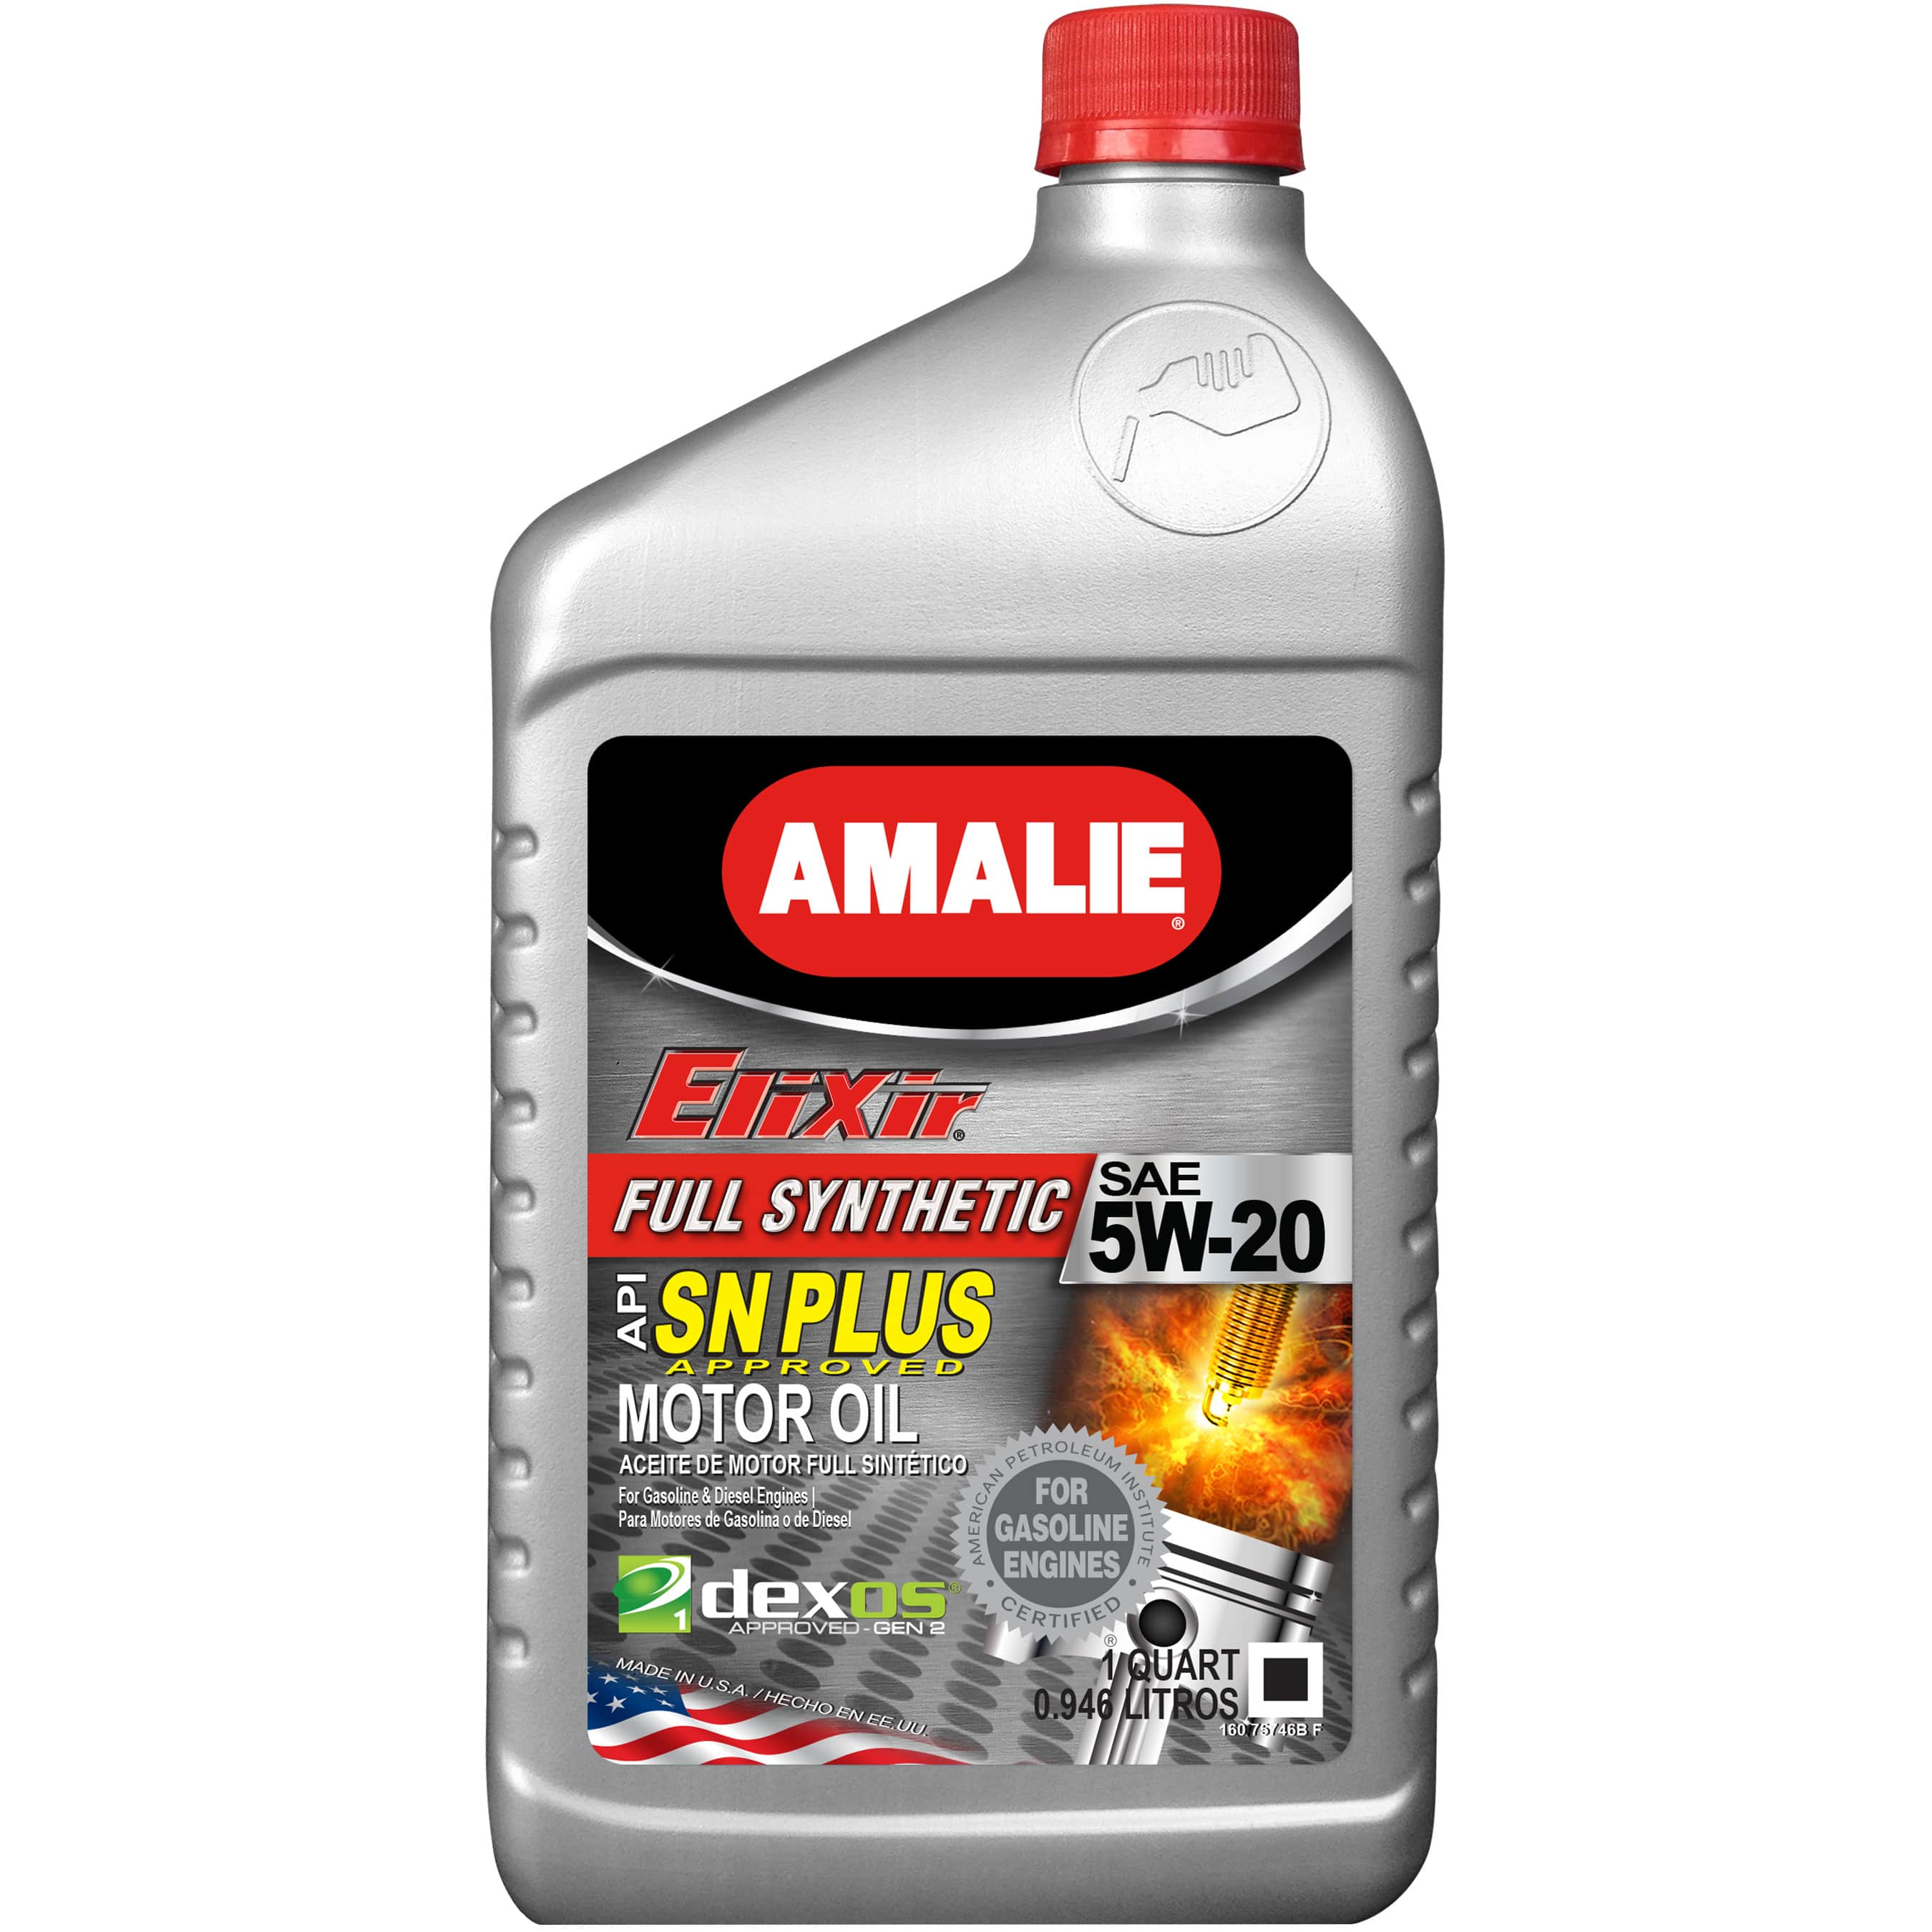 AMALIE®
Elixir®
FULL SYNTHETIC
SAE
5W-20
API
SN PLUS
APPROVED
MOTOR OIL
ACEITE DE MOTOR FULL SINTÉTICO
For Gasoline & Diesel Engines |
Para Motores de Gasolina o de Diesel
AMERICAN PETROLEUM INSTITUTE
FOR
GASOLINE
ENGINES
CERTIFIED
®
1
dexos®
APPROVED-GEN 2
MADE IN U.S.A. / HECHO EN EE.UU.
1 QUART
0.946 LITROS